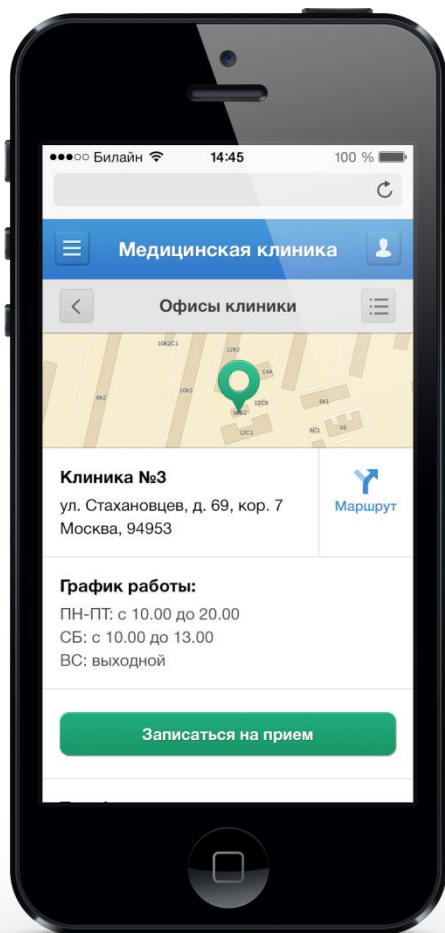 ●●●○○ Билайн 14:45 100 %
Медицинская клиника
Офисы клиники
10К2С1
12К2
14А
10К2
8К2
12С9
8К1
12С1
6С1
Клиника №3
ул. Стахановцев, д. 69, кор. 7
Москва, 94953
Маршрут
График работы:
ПН-ПТ: с 10.00 до 20.00
СБ: с 10.00 до 13.00
ВС: выходной
Записаться на прием